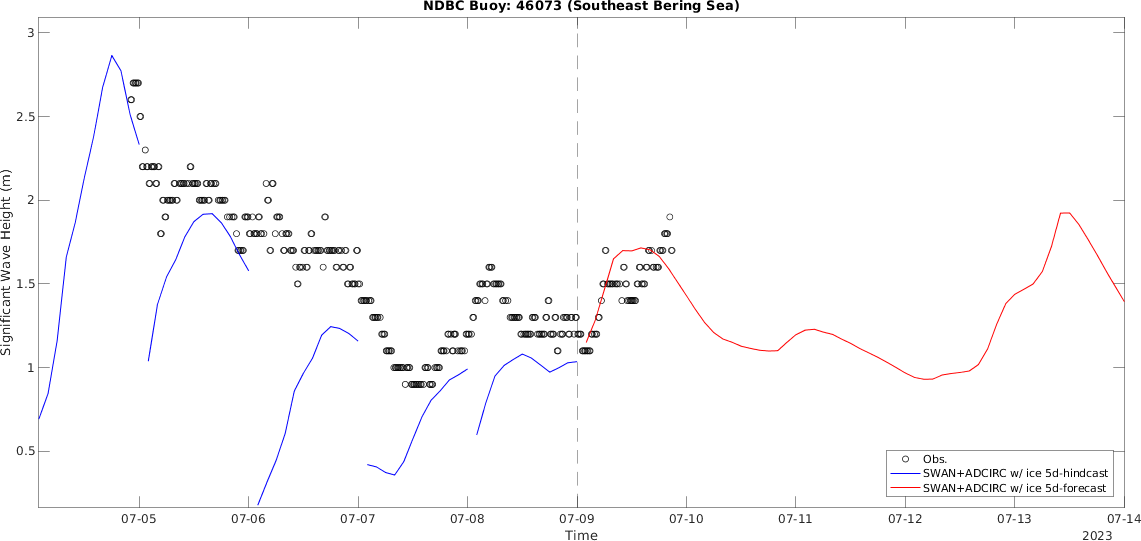 NDBC Buoy: 46073 (Southeast Bering Sea)
3
2.5
2
1.5
1
0.5
Significant Wave Height (m)
Obs.
SWAN+ADCIRC w/ ice 5d-hindcast
SWAN+ADCIRC w/ ice 5d-forecast
07-05 07-06 07-07 07-08 07-09 07-10 07-11 07-12 07-13 07-14
Time
2023